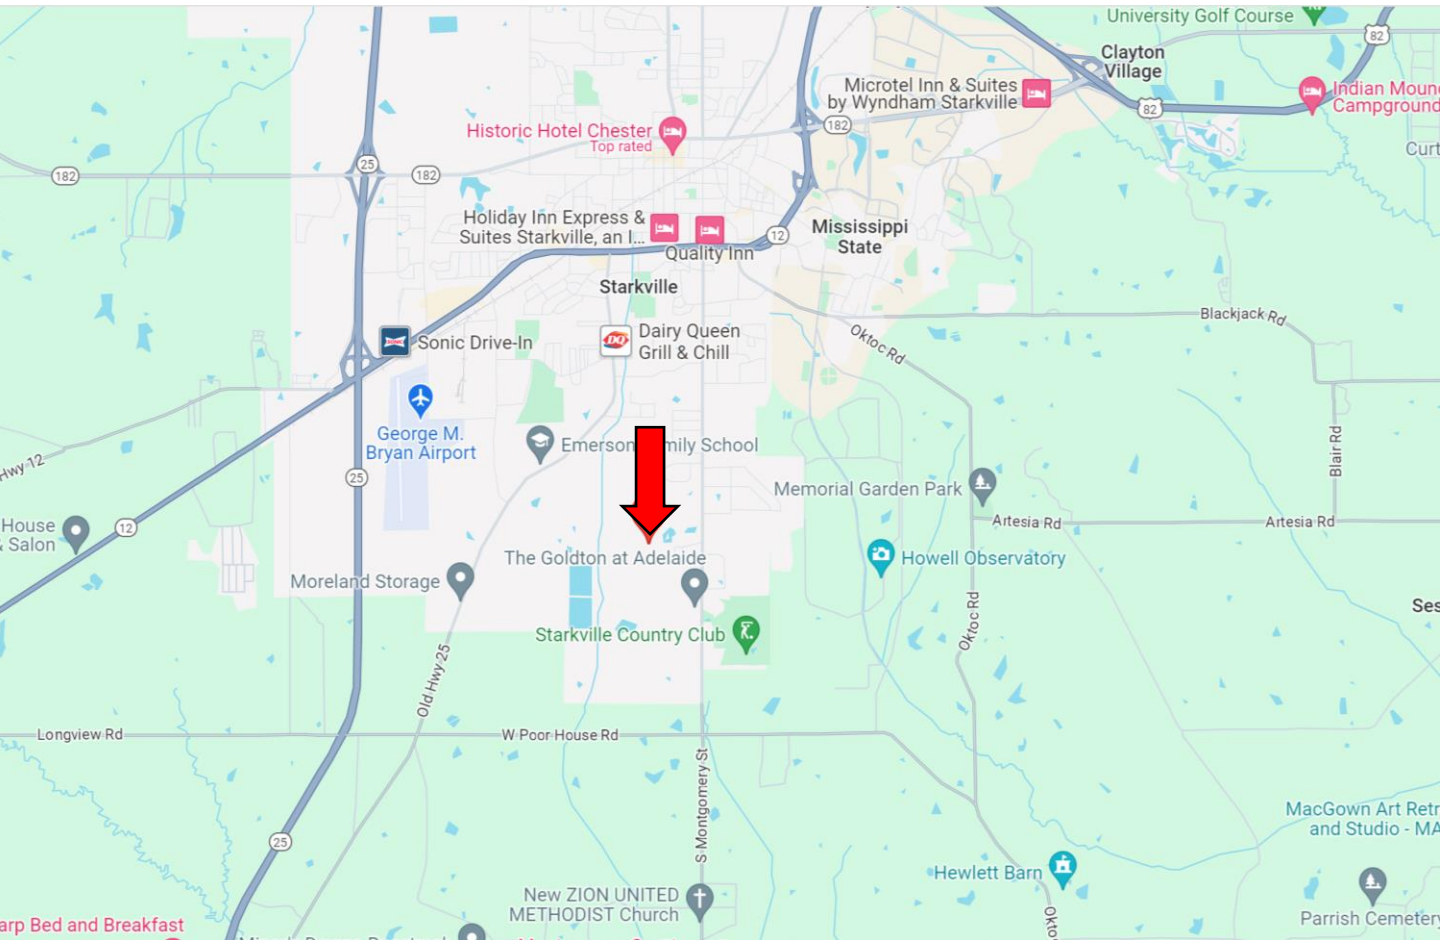 University Golf Course
82
Clayton
Village
Microtel Inn & Suites
by Wyndham Starkville
82
Indian Moun
Campground
182
Historic Hotel Chester
Top rated
25
182
182
Curt
Holiday Inn Express &
Suites Starkville, an I...
Mississippi
State
12
Quality Inn
Starkville
Blackjack Rd
Dairy Queen
Grill & Chill
Sonic Drive-In
Oktoc Rd
George M.
Bryan Airport
Emerson mily School
Blair Rd
Hwy 12
25
Memorial Garden Park
House
& Salon
12
Artesia Rd
Artesia Rd
The Goldton at Adelaide
Howell Observatory
Moreland Storage
Oktoc Rd
Ses
Starkville Country Club
Old Hwy 25
Longview Rd
W Poor House Rd
S Montgomery St
MacGown Art Retr
and Studio - MA
25
Hewlett Barn
New ZION UNITED
METHODIST Church
Parrish Cemetery
Okto
arp Bed and Breakfast